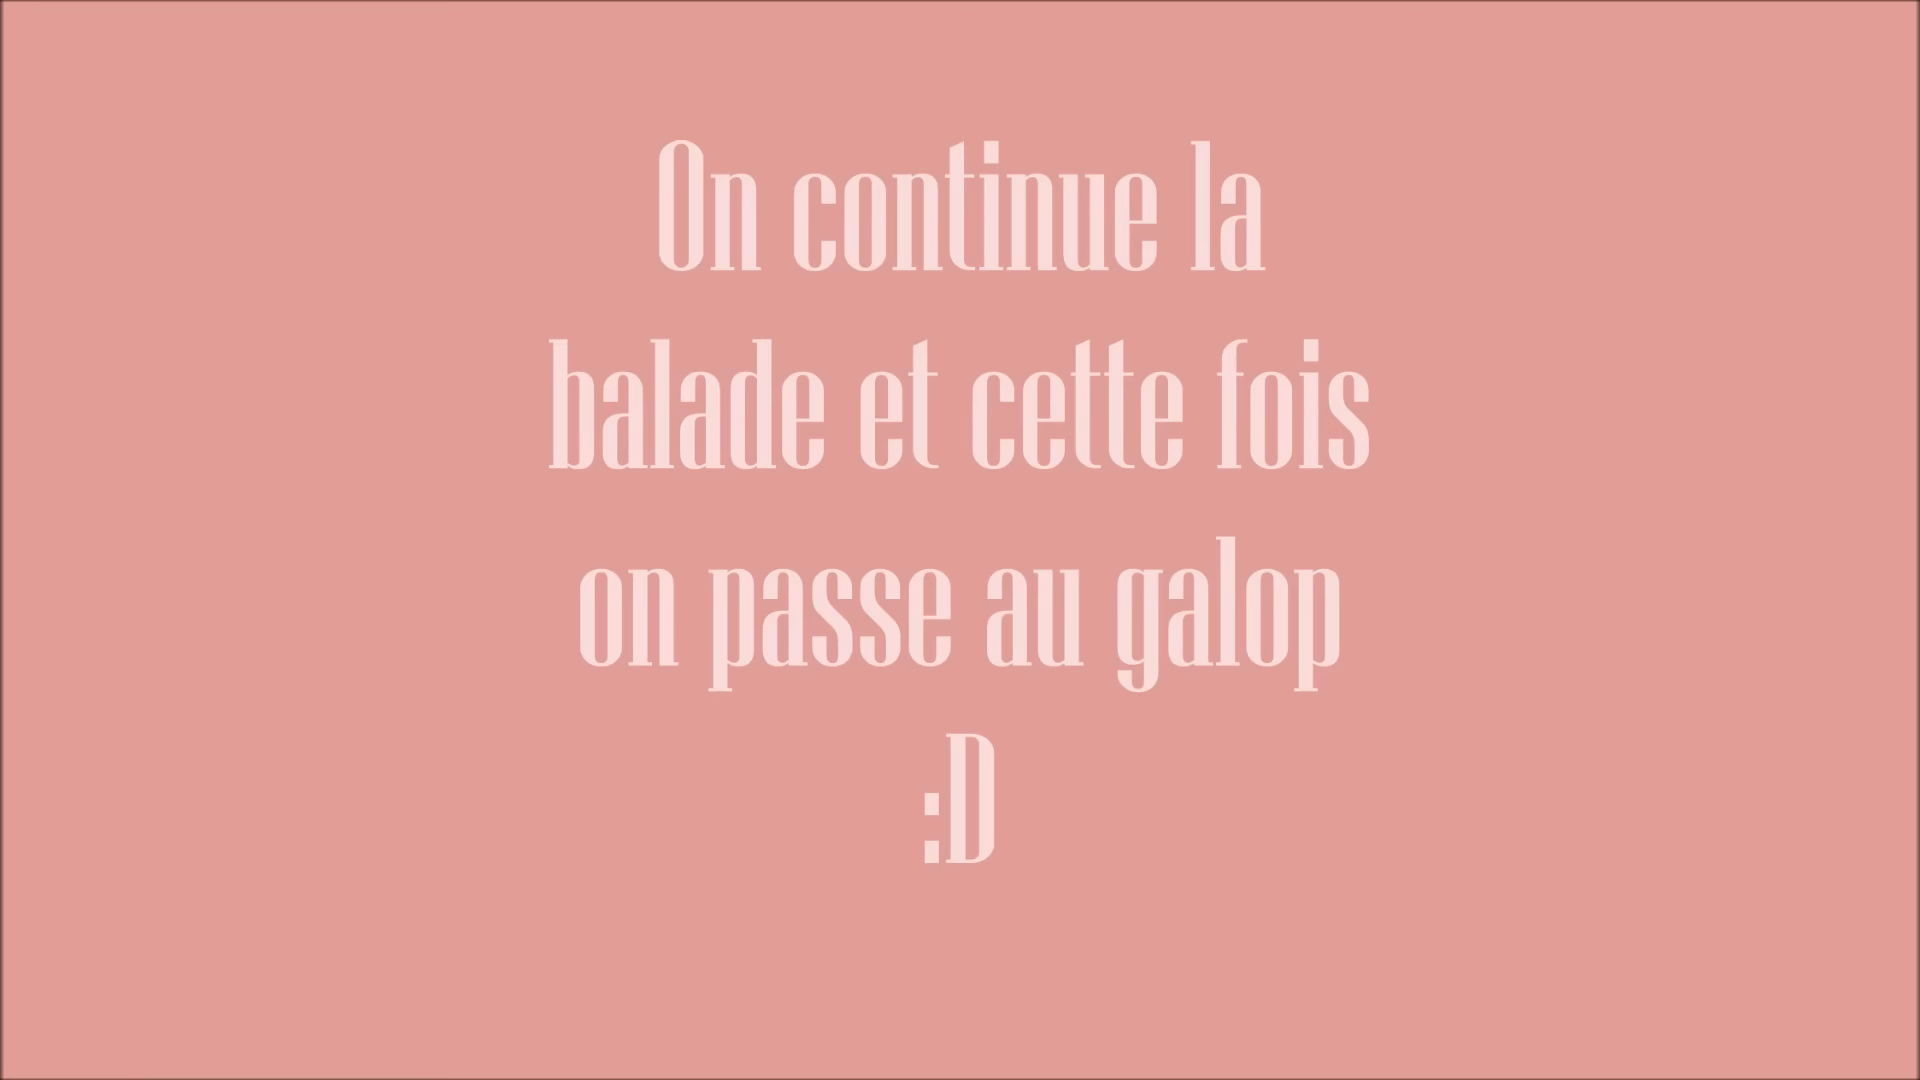 On continue la
balade et cette fois
on passe au galop
:D